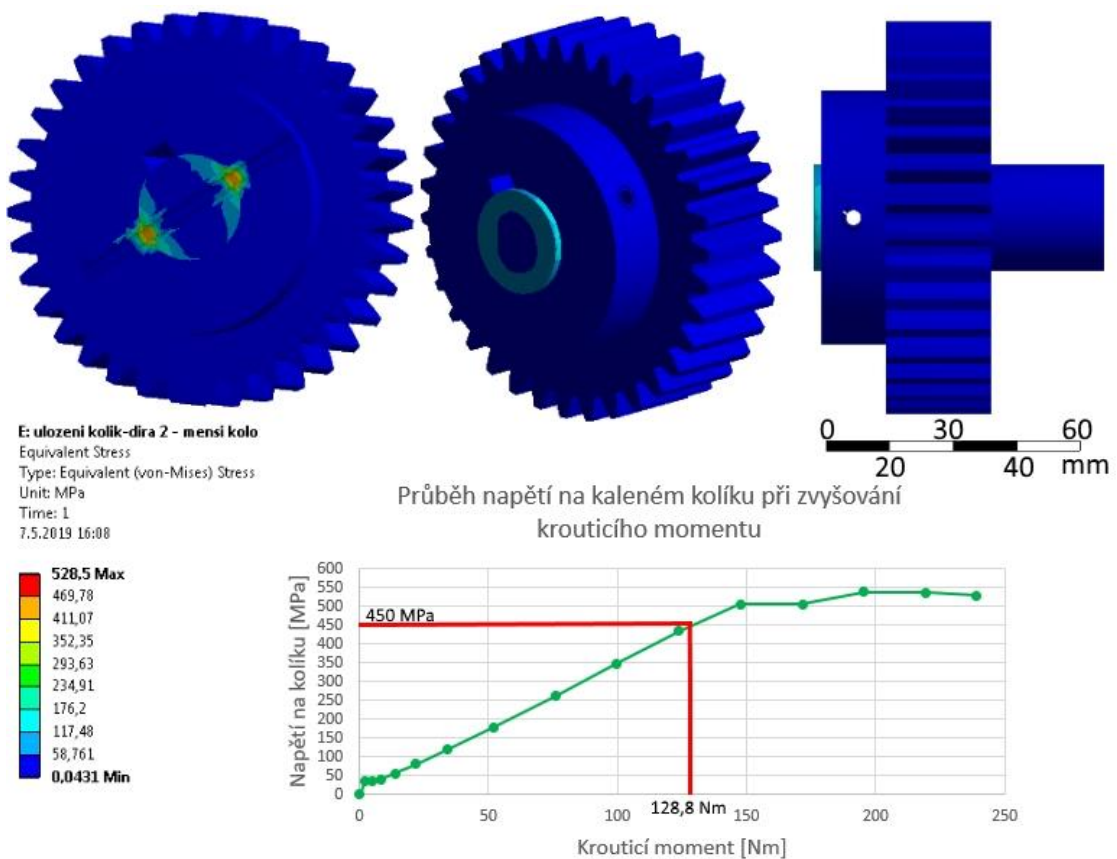 0 30 60
20 40 mm
E: ulozeni kolik-dira 2 - mensi kolo
Equivalent Stress
Type: Equivalent (von-Mises) Stress
Unit: MPa
Time: 1
7.5.2019 16:08
528,5 Max
469,78
411,07
352,35
293,63
234,91
176,2
117,48
58,761
0,0431 Min
Průběh napětí na kaleném kolíku při zvyšování
krouticího momentu
Napětí na kolíku [MPa]
600
550
500
450
400
350
300
250
200
150
100
50
0
450 MPa
128,8 Nm
0 50 100 150 200 250
Krouticí moment [Nm]